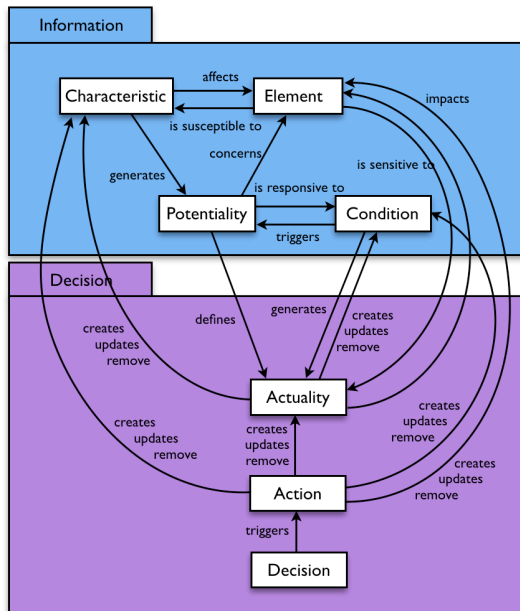 Information
affects
Characteristic
Element
impacts
is susceptible to
concerns
is sensitive to
generates
is responsive to
Potentiality
Condition
triggers
Decision
defines
generates
creates
updates
remove
creates
updates
remove
Actuality
creates
updates
remove
creates
updates
remove
creates
updates
remove
creates
updates
remove
Action
triggers
Decision